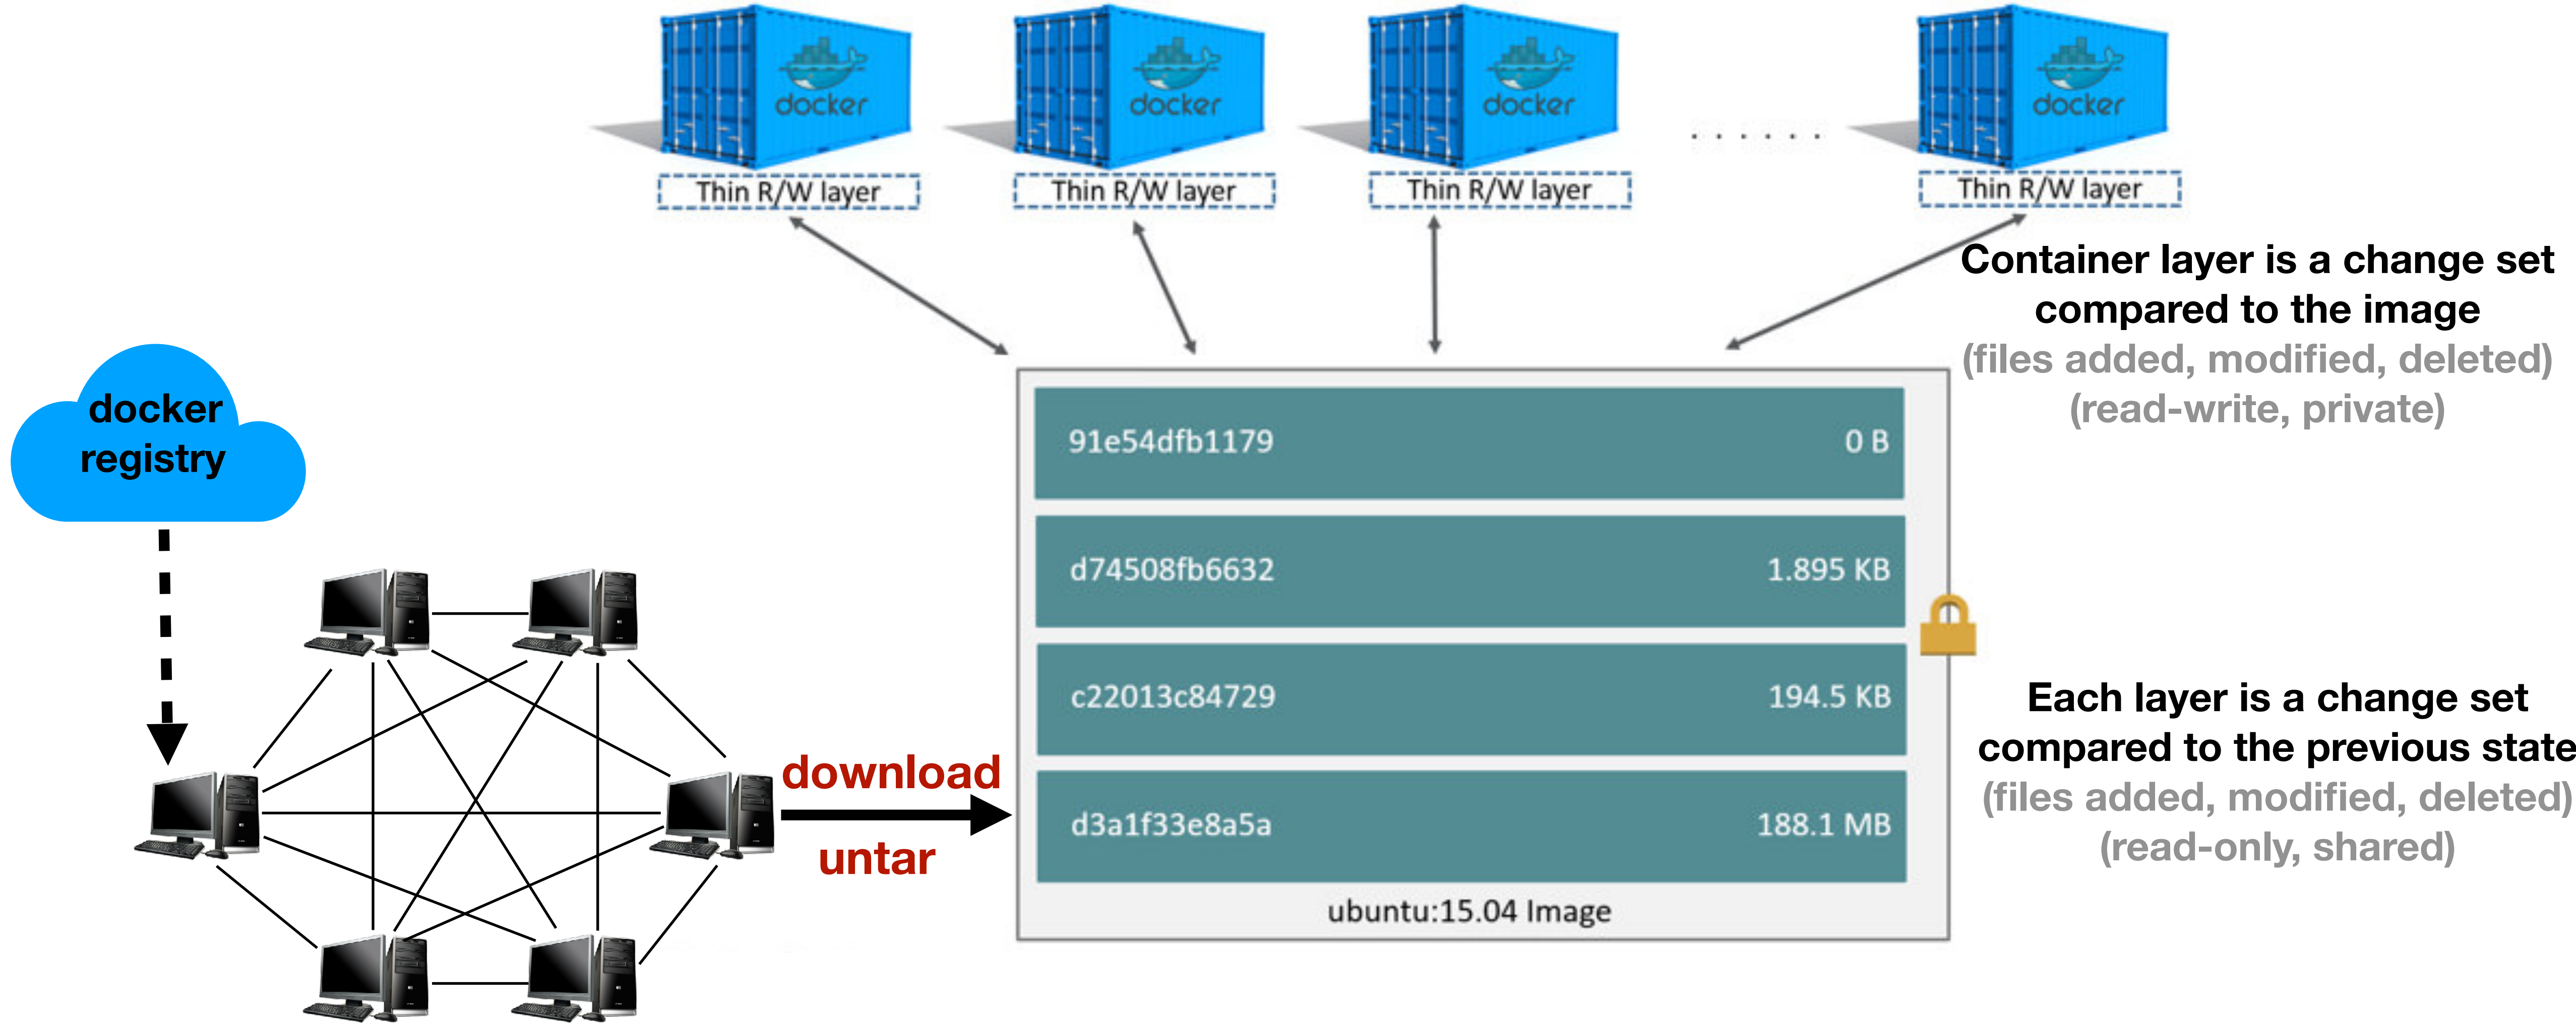 docker
docker
docker
docker
Thin R/W layer
Thin R/W layer
Thin R/W layer
. . . . . .
Thin R/W layer
Container layer is a change set
compared to the image
(files added, modified, deleted)
(read-write, private)
docker
registry
91e54dfb1179 0 B
d74508fb6632 1.895 KB
c22013c84729 194.5 KB
d3a1f33e8a5a 188.1 MB
ubuntu:15.04 Image
download
untar
Each layer is a change set
compared to the previous state
(files added, modified, deleted)
(read-only, shared)